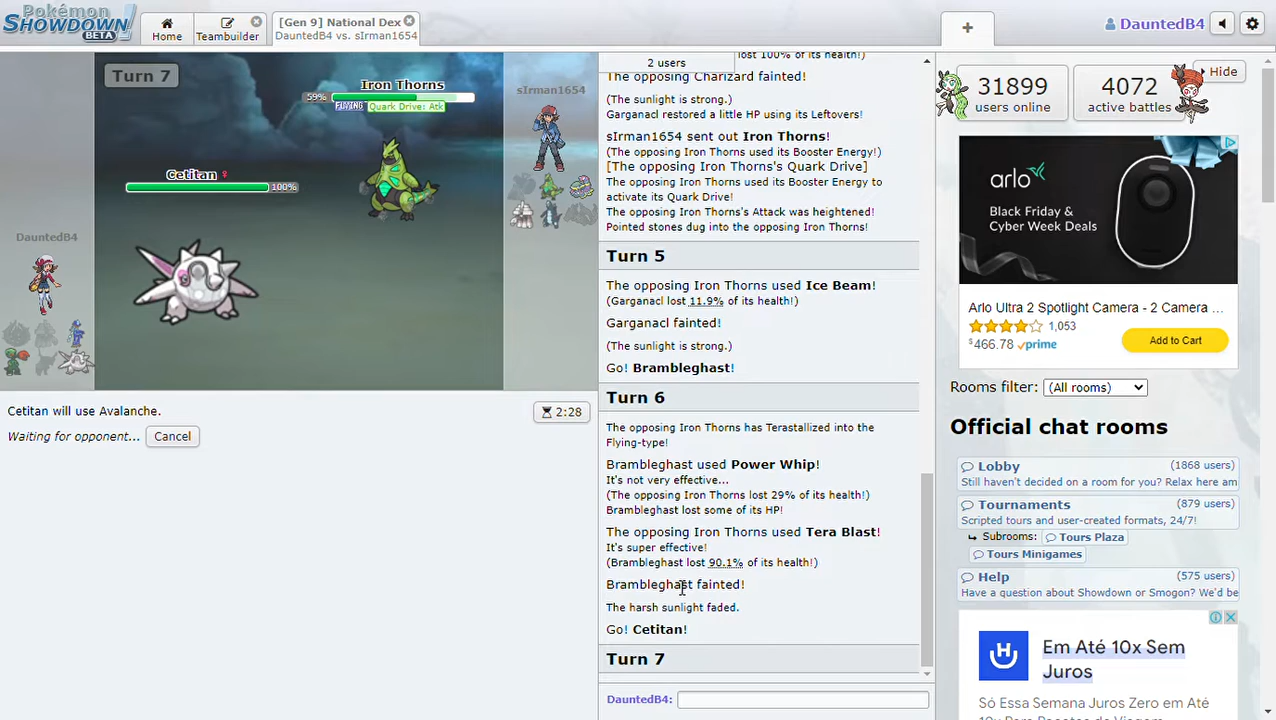 Pokémon
SHOWDOWN!
BETA
Home
Teambuilder
[Gen 9] National Dex
DauntedB4 vs. sIrman1654
+
DauntedB4
Turn 7
Iron Thorns
59%
FLYING Quark Drive: Atk
Cetitan ♀
100%
sIrman1654
DauntedB4
Cetitan will use Avalanche.
2:28
Waiting for opponent... Cancel
2 users
lost 100% of its health!)
The opposing Charizard fainted!
(The sunlight is strong.)
Garganacl restored a little HP using its Leftovers!
sIrman1654 sent out Iron Thorns!
(The opposing Iron Thorns used its Booster Energy!)
[The opposing Iron Thorns's Quark Drive]
The opposing Iron Thorns used its Booster Energy to
activate its Quark Drive!
The opposing Iron Thorns's Attack was heightened!
Pointed stones dug into the opposing Iron Thorns!
Turn 5
The opposing Iron Thorns used Ice Beam!
(Garganacl lost 11.9% of its health!)
Garganacl fainted!
(The sunlight is strong.)
Go! Brambleghast!
Turn 6
The opposing Iron Thorns has Terastallized into the
Flying-type!
Brambleghast used Power Whip!
It's not very effective...
(The opposing Iron Thorns lost 29% of its health!)
Brambleghast lost some of its HP!
The opposing Iron Thorns used Tera Blast!
It's super effective!
(Brambleghast lost 90.1% of its health!)
Brambleghast fainted!
The harsh sunlight faded.
Go! Cetitan!
Turn 7
DauntedB4:
31899
users online
4072
active battles
Hide
arlo
Black Friday &
Cyber Week Deals
Arlo Ultra 2 Spotlight Camera - 2 Camera ...
1,053
$466.78 prime
Add to Cart
Rooms filter: (All rooms)
Official chat rooms
Lobby (1868 users)
Still haven't decided on a room for you? Relax here am
Tournaments (879 users)
Scripted tours and user-created formats, 24/7!
Subrooms: Tours Plaza
Tours Minigames
Help (575 users)
Have a question about Showdown or Smogon? We'd be
Em Até 10x Sem
Juros
Só Essa Semana Juros Zero em Até